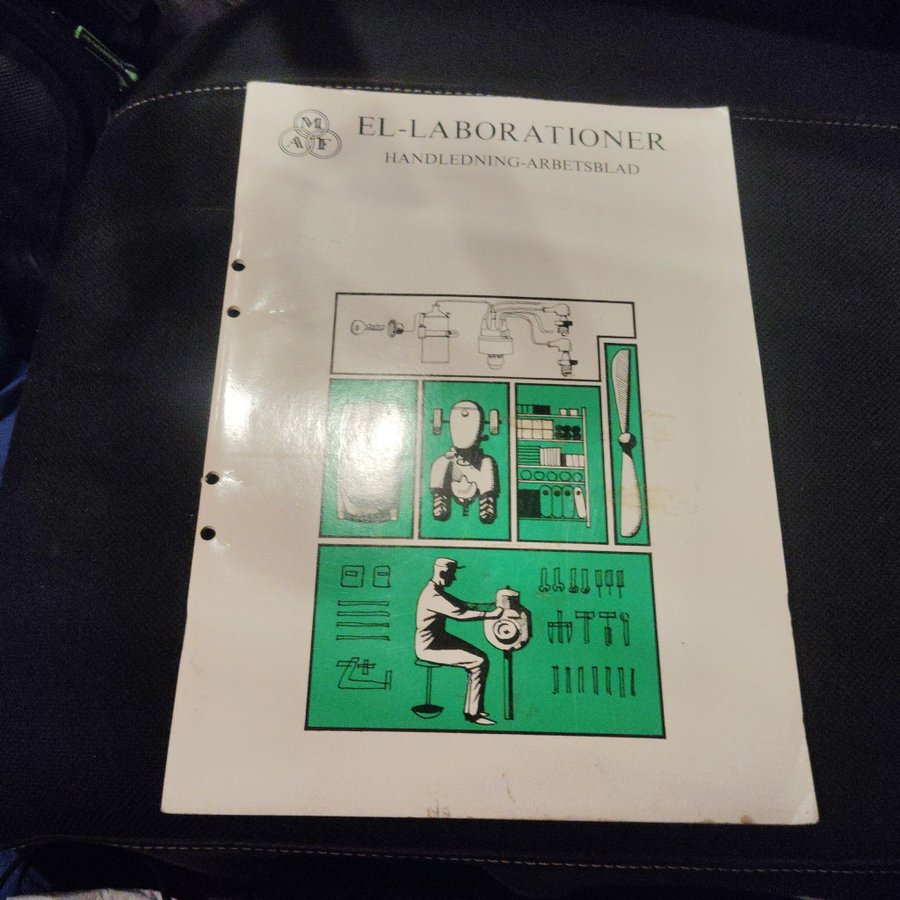 M
A F
EL-LABORATIONER
HANDLEDNING-ARBETSBLAD